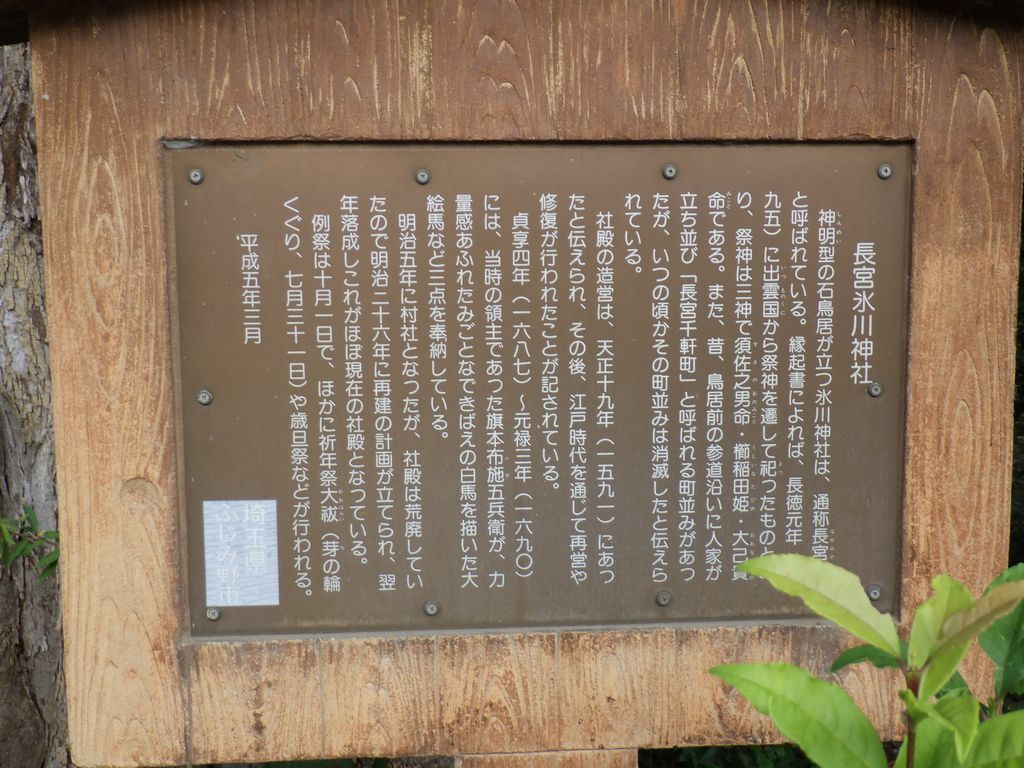 長宮氷川神社
神明型の石鳥居が立つ氷川神社は、通称長宮
と呼ばれている。縁起書によれば、長徳元年
九五）に出雲国から祭神を遷して祀ったものと
り、祭神は三神で須佐之男命・櫛稲田姫・大己貴
命である。また、昔、鳥居前の参道沿いに人家が
立ち並び「長宮千軒町」と呼ばれる町並みがあっ
たが、いつの頃かその町並みは消滅したと伝えら
れている。
社殿の造営は、天正十九年（一五九一）にあっ
たと伝えられ、その後、江戸時代を通じて再営や
修復が行われたことが記されている。
貞享四年（一六八七）～元禄三年（一六九〇）
には、当時の領主であった旗本布施五兵衛が、力
量感あふれたみごとなできばえの白馬を描いた大
絵馬など三点を奉納している。
明治五年に村社となったが、社殿は荒廃してい
たので明治二十六年に再建の計画が立てられ、翌
年落成しこれがほぼ現在の社殿となっている。
例祭は十月一日で、ほかに祈年祭大祓（芽の輪
くぐり、七月三十一日）や歳旦祭などが行われる。
平成五年三月
埼玉県
ふじみ野市